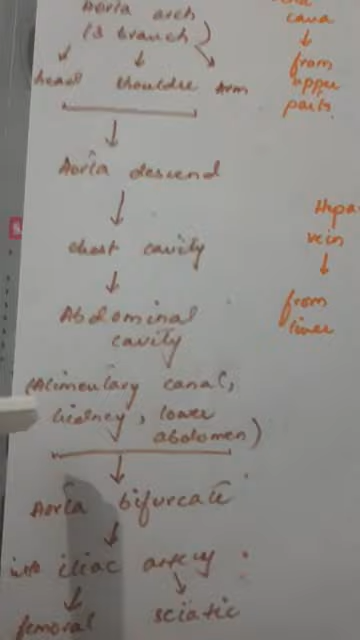 Aorta arch
(3 branch)
head shoulder Arm
Aorta descend
chest cavity
Abdominal
cavity
(Alimentary canal,
kidney, lower
abdomen)
Aorta bifurcate
into iliac artery
femoral sciatic
cava
from
upper
parts
vein
from
liver